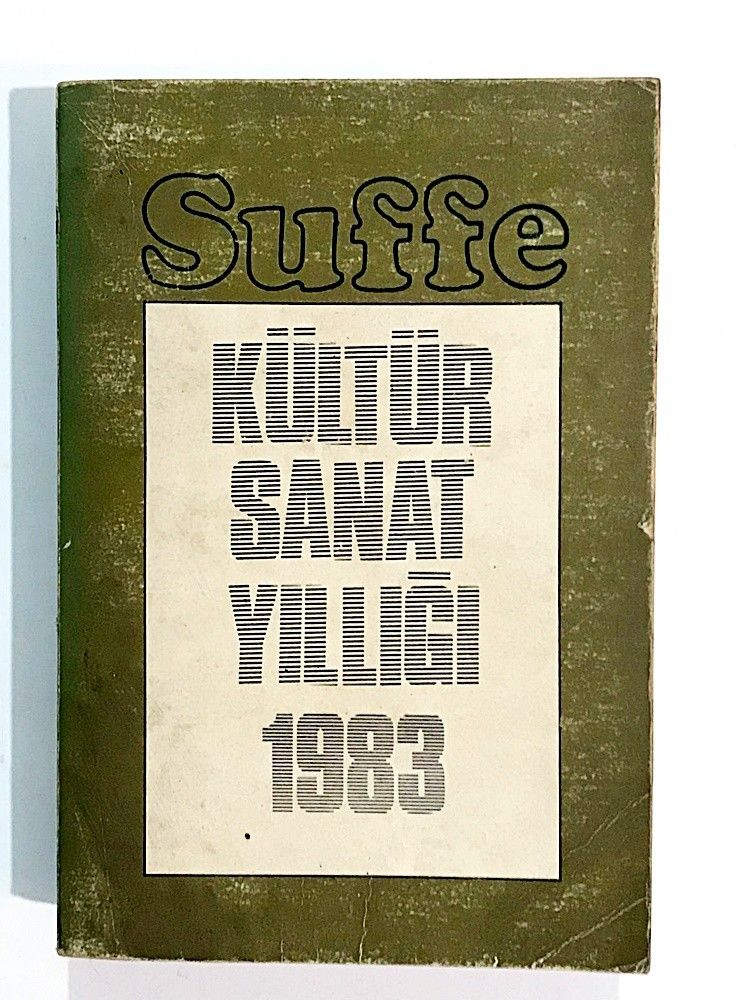 Suffe
KÜLTÜR
SANAT
YILLIĞI
1983